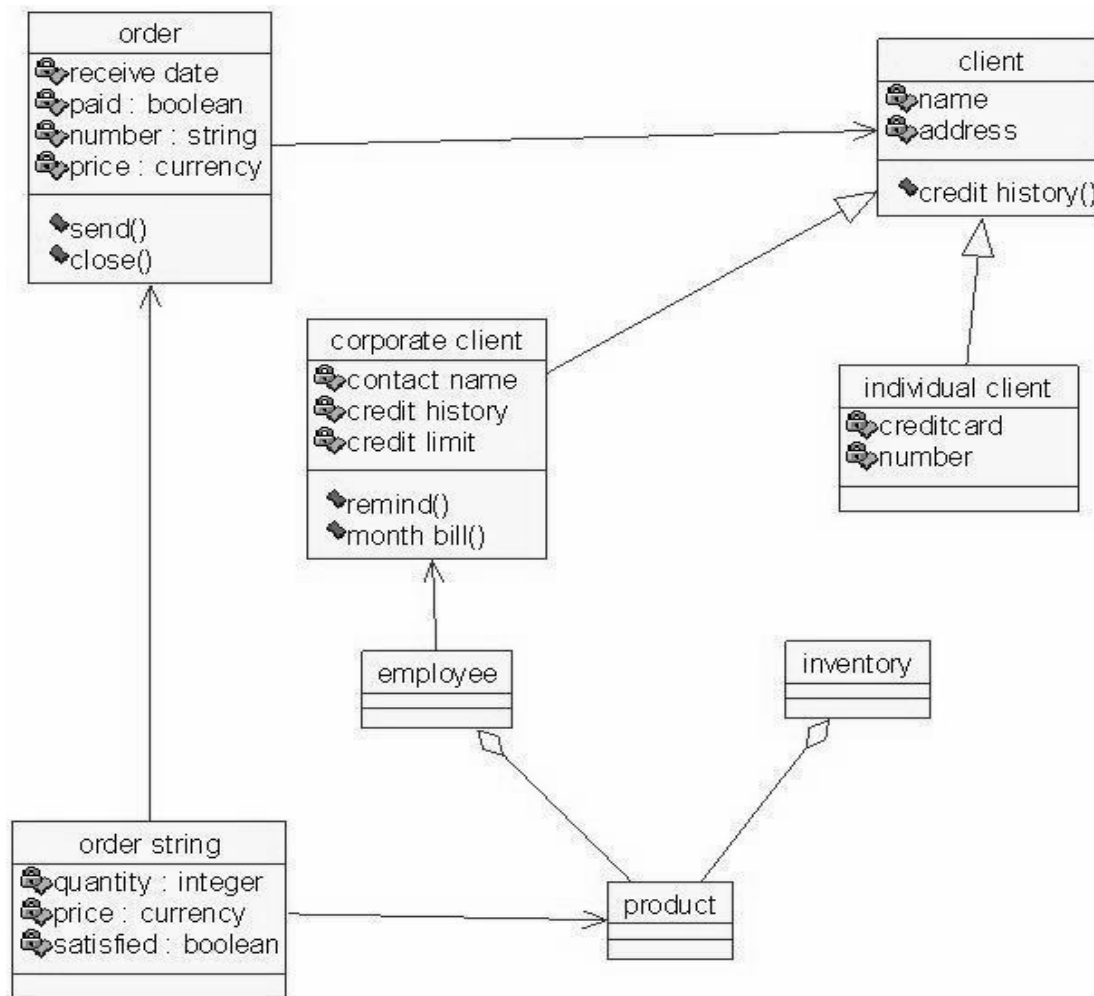 order
receive date
paid : boolean
number : string
price : currency
send()
close()
client
name
address
credit history()
corporate client
contact name
credit history
credit limit
remind()
month bill()
individual client
creditcard
number
employee
inventory
order string
quantity : integer
price : currency
satisfied : boolean
product